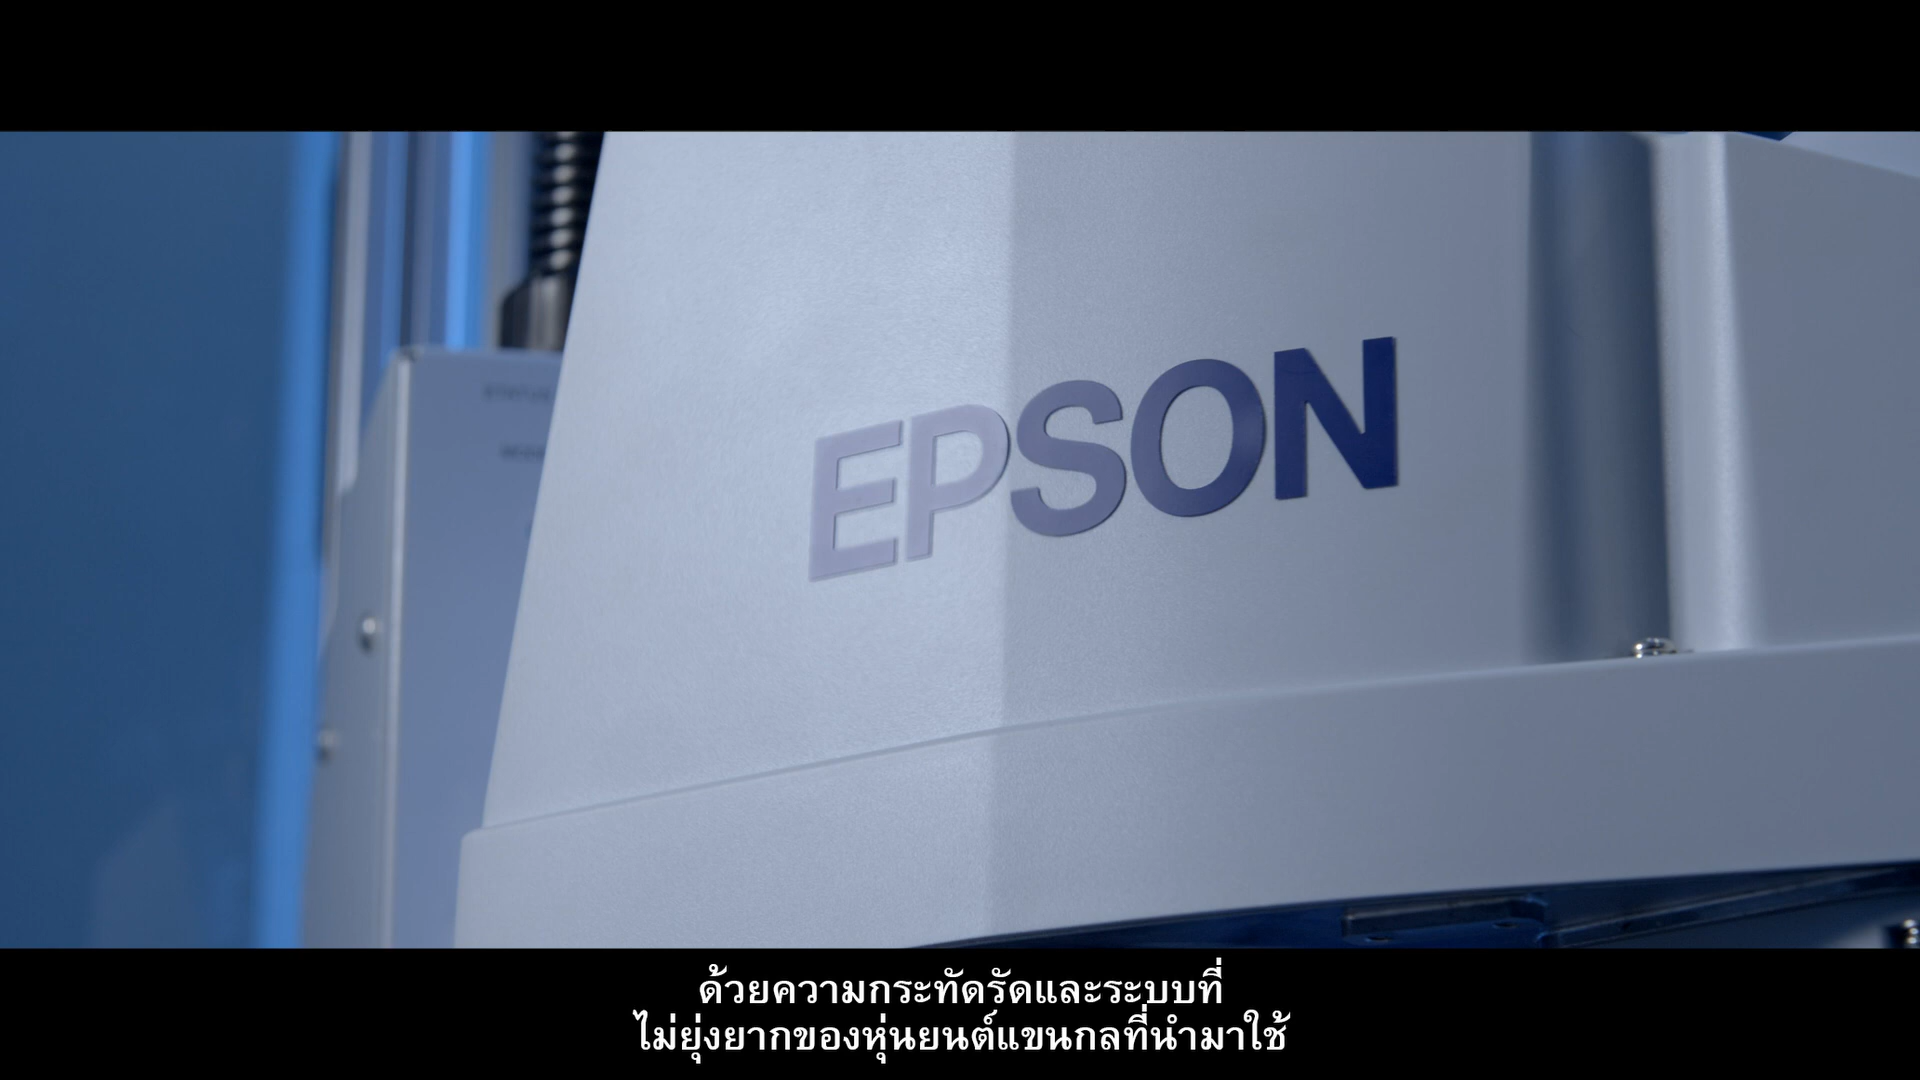 EPSON
ด้วยความกระทัดรัดและระบบที่
ไม่ยุ่งยากของหุ่นยนต์แขนกลที่นำมาใช้